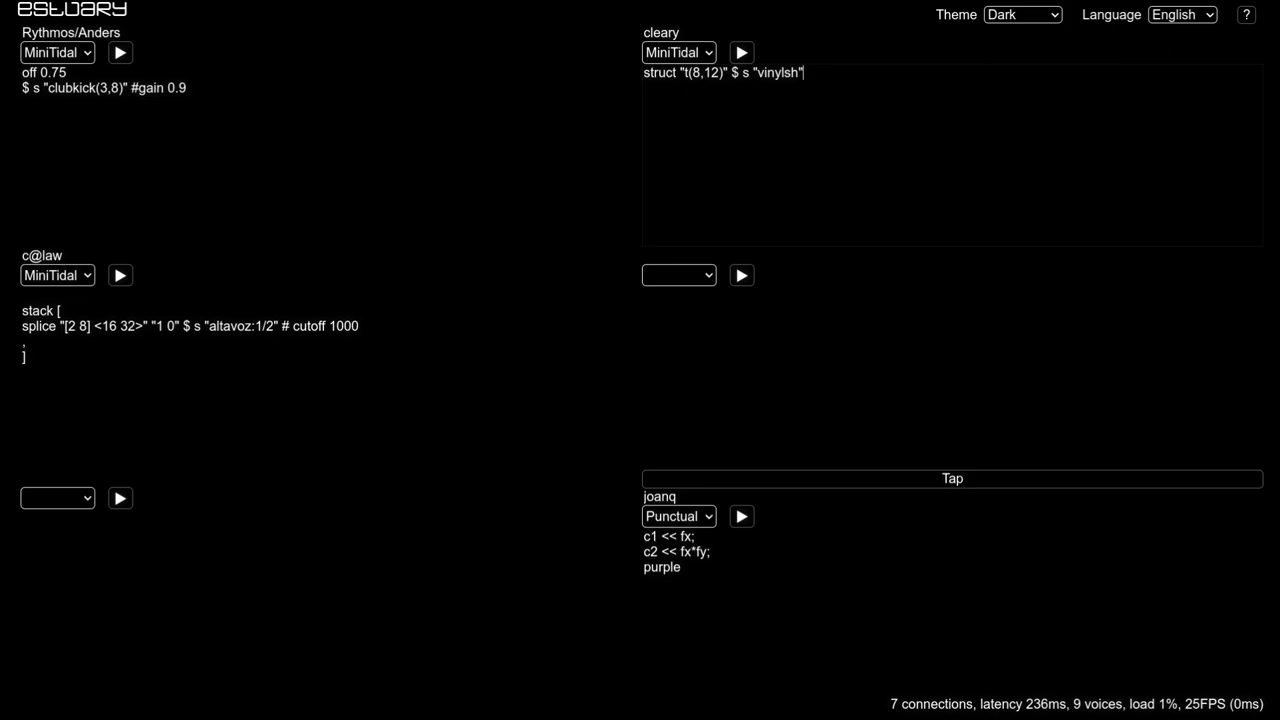 estuary
Theme Dark Language English ?
Rythmos/Anders
MiniTidal
off 0.75
$ s "clubkick(3,8)" #gain 0.9
cleary
MiniTidal
struct "t(8,12)" $ s "vinylsh"
c@law
MiniTidal
stack [
splice "[2 8] <16 32>" "1 0" $ s "altavoz:1/2" # cutoff 1000
,
]
Tap
joanq
Punctual
c1 << fx;
c2 << fx*fy;
purple
7 connections, latency 236ms, 9 voices, load 1%, 25FPS (0ms)